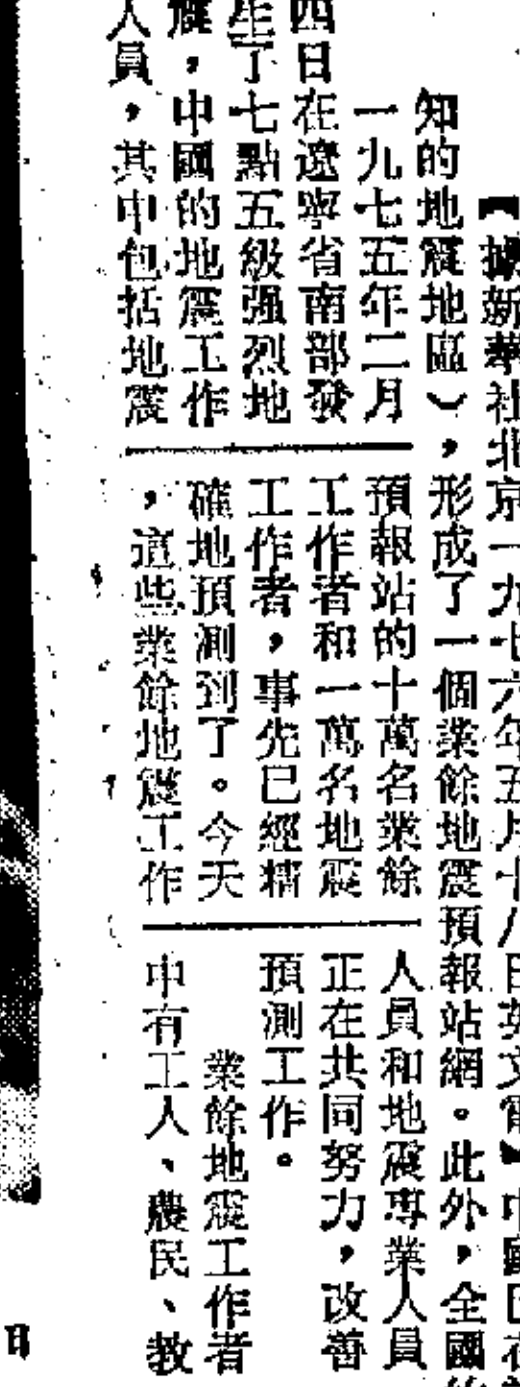 【據新華社北京一九七六年五月十八日英文電】中國已在
知的地震地區），形成了一個業餘地震預報站網。此外，全國
一九七五年二月
四日在遼寧省南部發
生了七點五級强烈地
震，中國的地震工作
人員，其中包括地震
預報站的十萬名業餘
工作者和一萬名地震
工作者，事先已經精
確地預測到了。今天
，這些業餘地震工作
人員和地震專業人員
正在共同努力，改善
預測工作。
業餘地震工作者
中有工人、農民、教